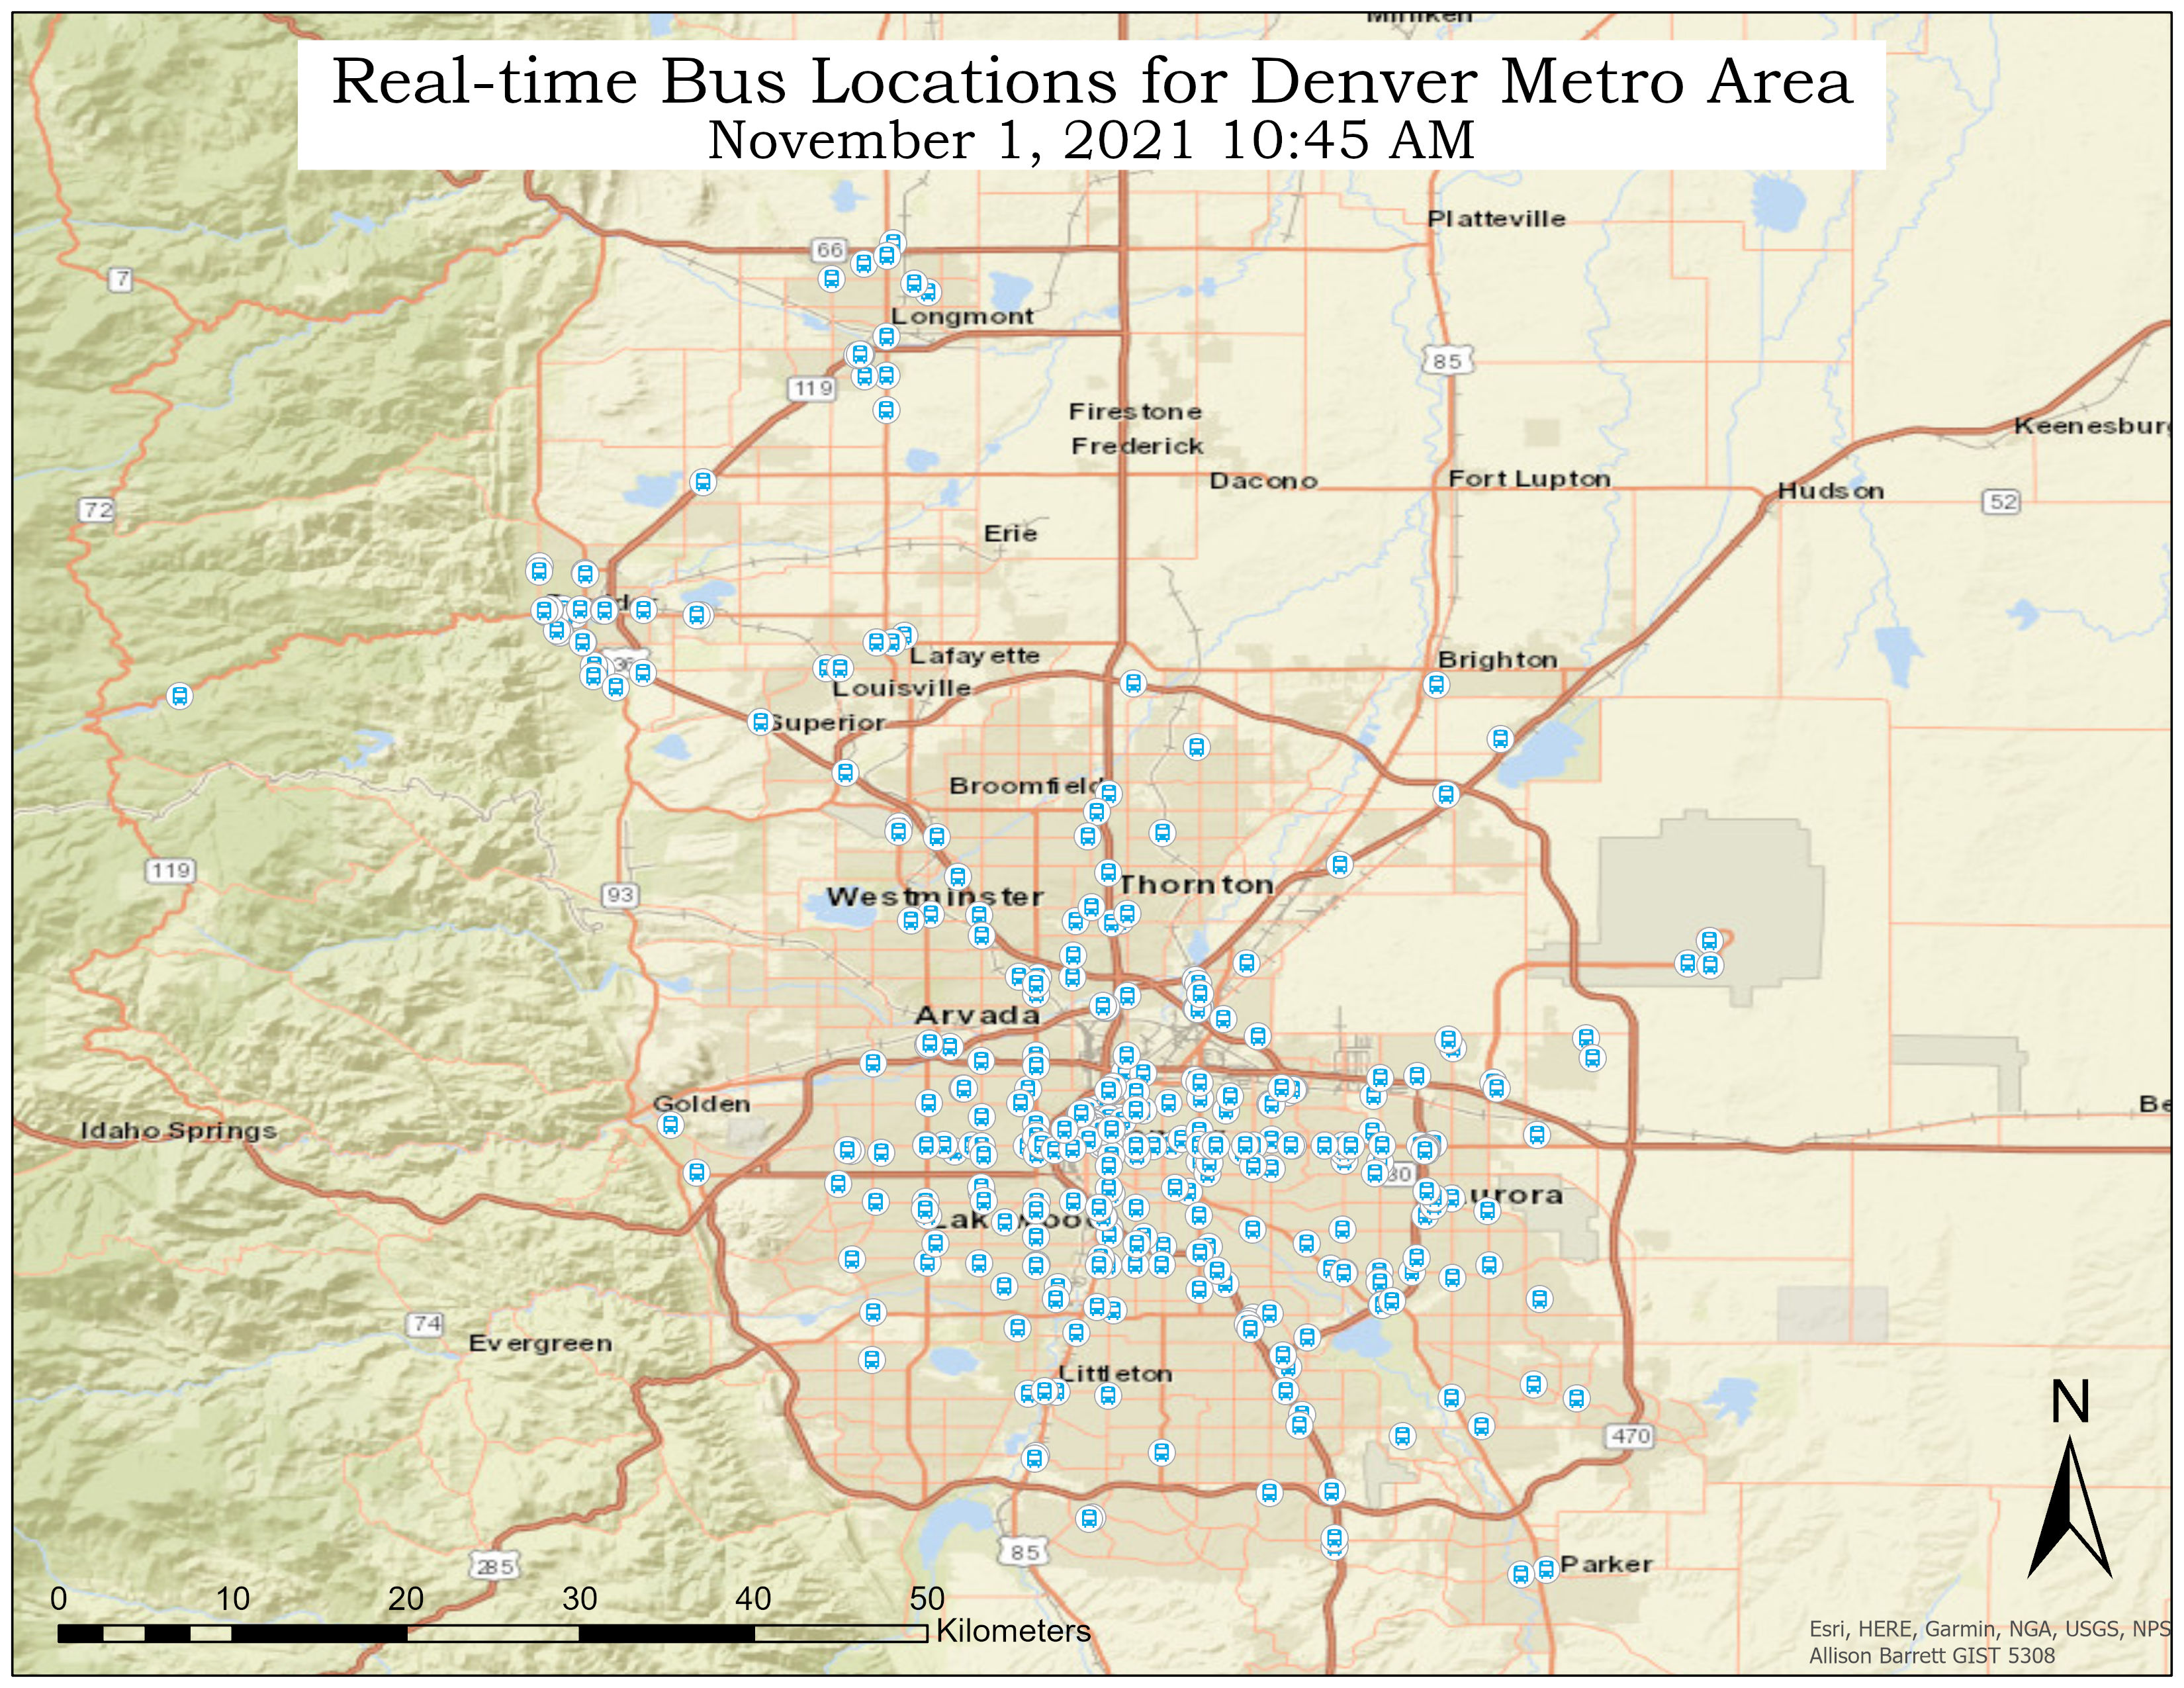 Real-time Bus Locations for Denver Metro Area
November 1, 2021 10:45 AM
Platteville
66
7
Longmont
85
119
Firestone
Keenesburg
Frederick
Dacono
Fort Lupton
Hudson
72
52
Erie
Lafayette
Brighton
Louisville
Superior
Broomfield
119
Thornton
93
Westminster
Arvada
Golden
Idaho Springs
Be
Lakewood
urora
74
Evergreen
Littleton
N
470
85
285
Parker
0 10 20 30 40 50
Kilometers
Esri, HERE, Garmin, NGA, USGS, NPS
Allison Barrett GIST 5308